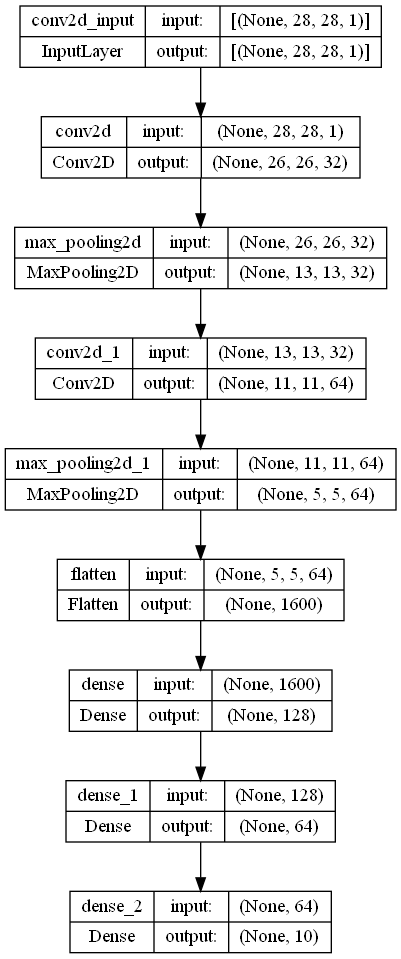 conv2d_input input: [(None, 28, 28, 1)]
InputLayer output: [(None, 28, 28, 1)]
conv2d input: (None, 28, 28, 1)
Conv2D output: (None, 26, 26, 32)
max_pooling2d input: (None, 26, 26, 32)
MaxPooling2D output: (None, 13, 13, 32)
conv2d_1 input: (None, 13, 13, 32)
Conv2D output: (None, 11, 11, 64)
max_pooling2d_1 input: (None, 11, 11, 64)
MaxPooling2D output: (None, 5, 5, 64)
flatten input: (None, 5, 5, 64)
Flatten output: (None, 1600)
dense input: (None, 1600)
Dense output: (None, 128)
dense_1 input: (None, 128)
Dense output: (None, 64)
dense_2 input: (None, 64)
Dense output: (None, 10)